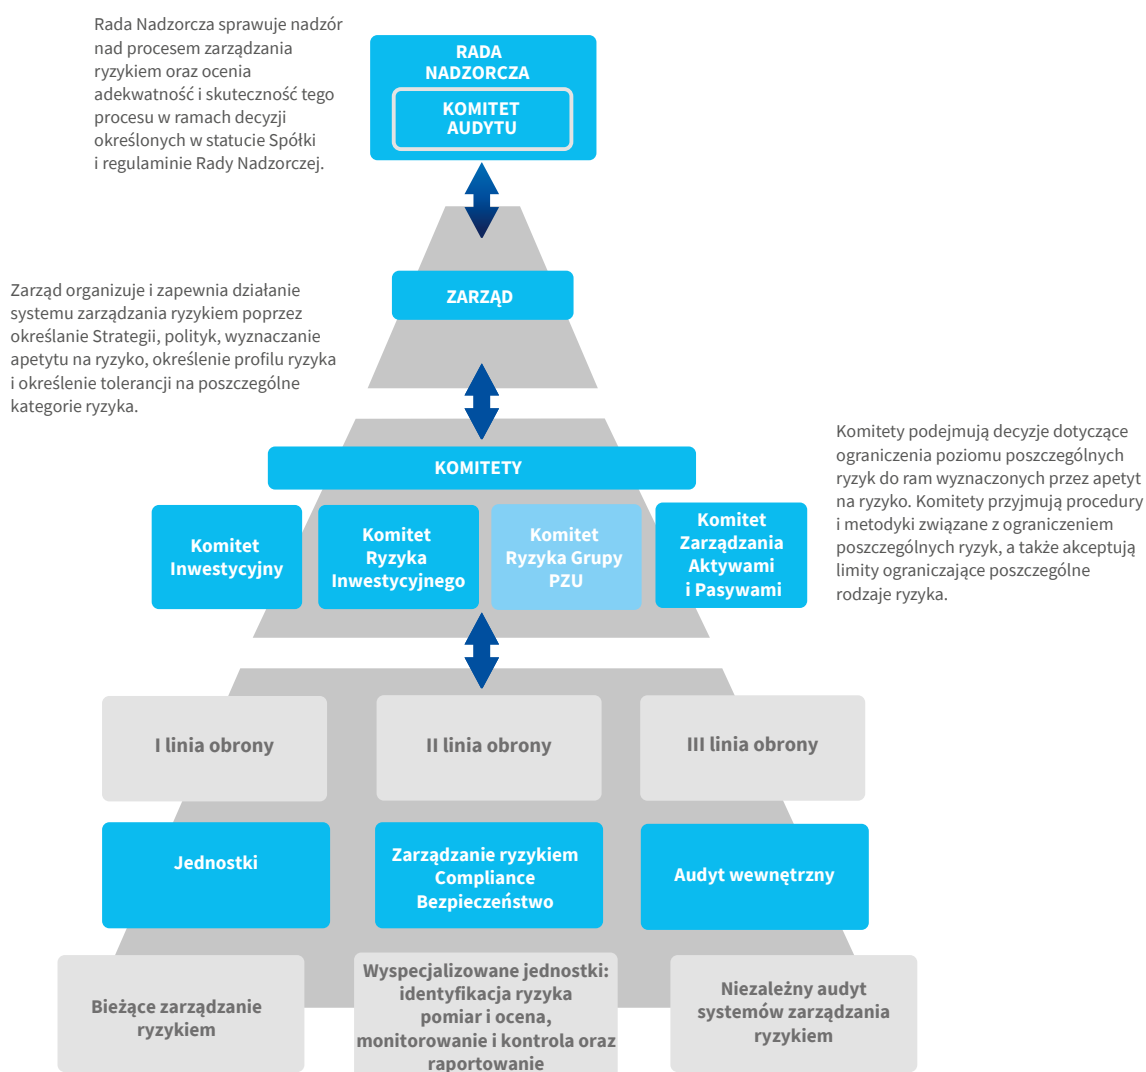 Rada Nadzorcza sprawuje nadzór
nad procesem zarządzania
ryzykiem oraz ocenia
adekwatność i skuteczność tego
procesu w ramach decyzji
określonych w statucie Spółki
i regulaminie Rady Nadzorczej.
RADA
NADZORCZA
KOMITET
AUDYTU
Zarząd organizuje i zapewnia działanie
systemu zarządzania ryzykiem poprzez
określanie Strategii, polityk, wyznaczanie
apetytu na ryzyko, określenie profilu ryzyka
i określenie tolerancji na poszczególne
kategorie ryzyka.
ZARZĄD
KOMITETY
Komitet
Inwestycyjny
Komitet
Ryzyka
Inwestycyjnego
Komitet
Ryzyka Grupy
PZU
Komitet
Zarządzania
Aktywami
i Pasywami
Komitety podejmują decyzje dotyczące
ograniczenia poziomu poszczególnych
ryzyk do ram wyznaczonych przez apetyt
na ryzyko. Komitety przyjmują procedury
i metodyki związane z ograniczeniem
poszczególnych ryzyk, a także akceptują
limity ograniczające poszczególne
rodzaje ryzyka.
I linia obrony
II linia obrony
III linia obrony
Jednostki
Zarządzanie ryzykiem
Compliance
Bezpieczeństwo
Audyt wewnętrzny
Bieżące zarządzanie
ryzykiem
Wyspecjalizowane jednostki:
identyfikacja ryzyka
pomiar i ocena,
monitorowanie i kontrola oraz
raportowanie
Niezależny audyt
systemów zarządzania
ryzykiem